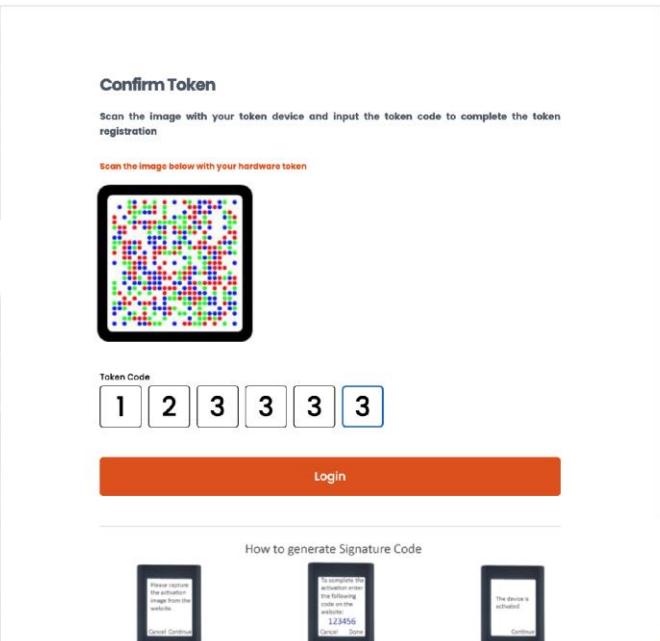 Confirm Token
Scan the image with your token device and input the token code to complete the token
registration
Scan the image below with your hardware token
Token Code
1 2 3 3 3 3
Login
How to generate Signature Code
Please capture
the activation
image from the
website.
Cancel Continue
To complete the
activation enter
the following
code on the
website:
123456
Cancel Done
The device is
activated
Continue